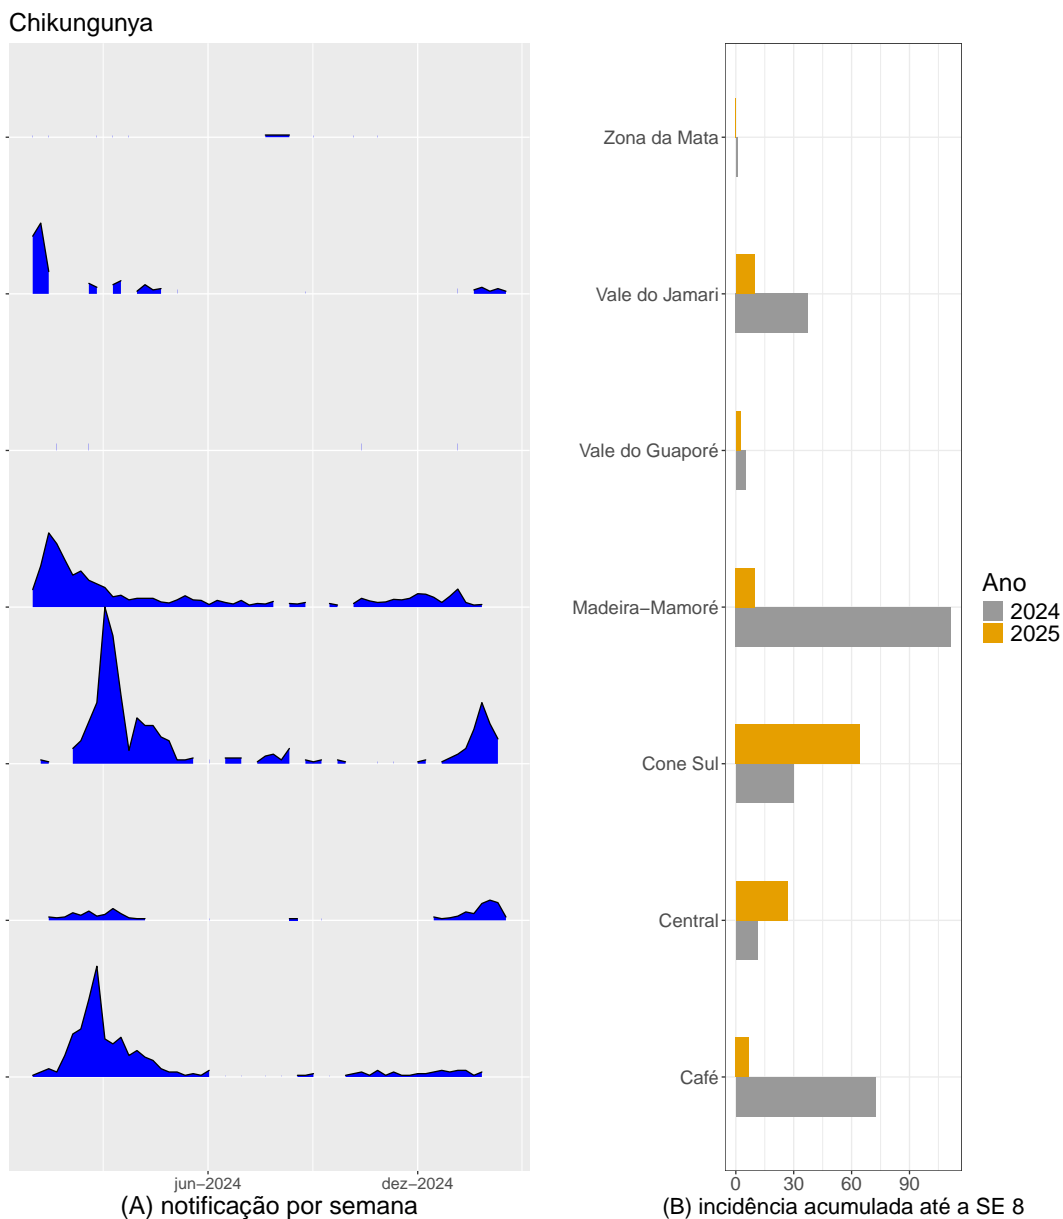 Chikungunya
Zona da Mata
Vale do Jamari
Vale do Guaporé
Madeira−Mamoré
Cone Sul
Central
Café
Ano
2024
2025
jun−2024 dez−2024
0 30 60 90
(A) notificação por semana
(B) incidência acumulada até a SE 8